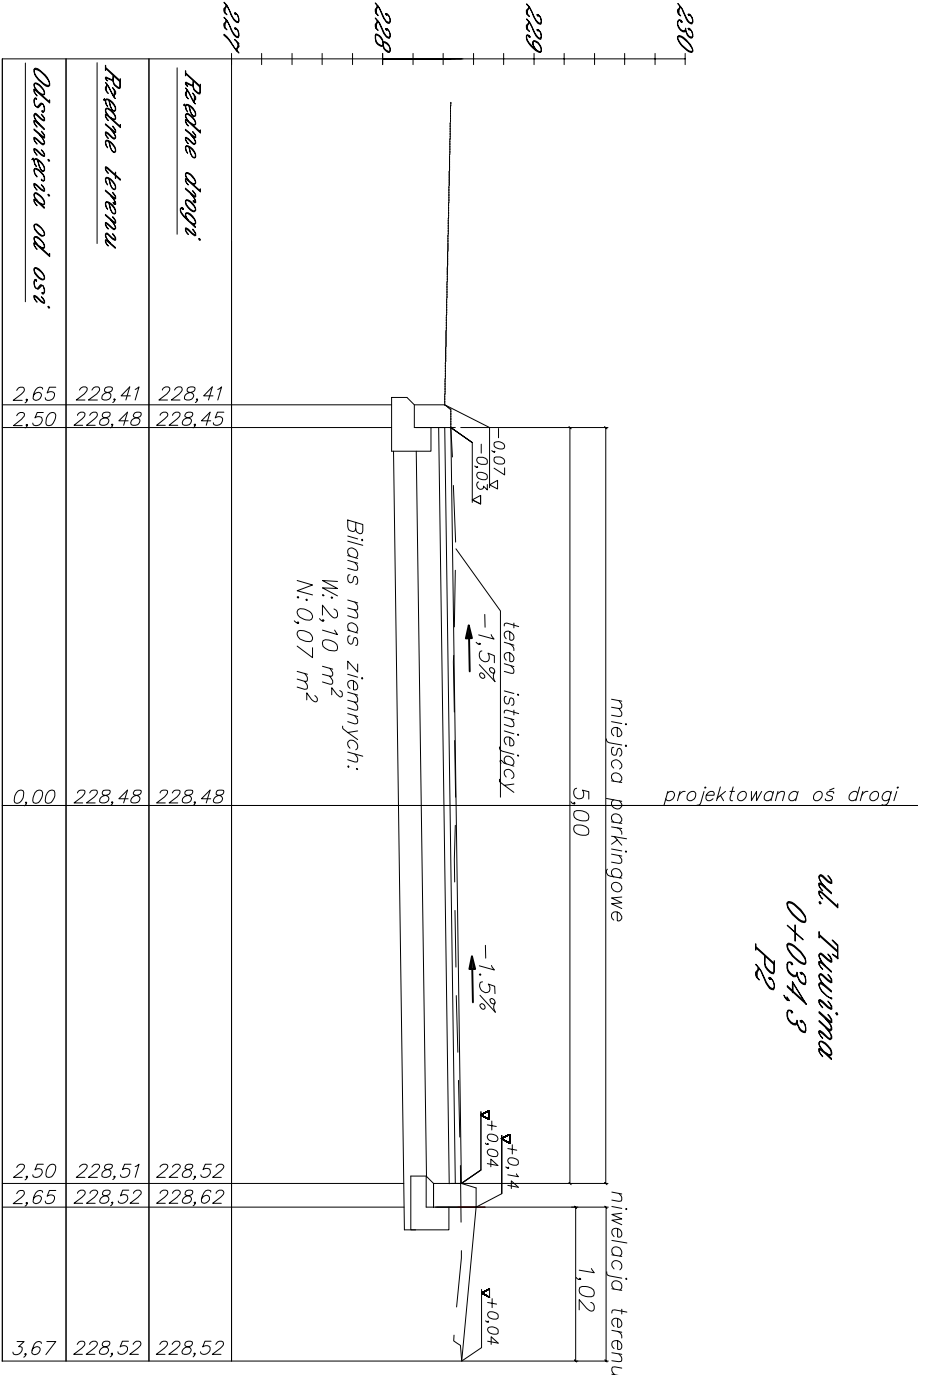 ul. Tuwima
0+034,3
P2
projektowana oś drogi
miejsca parkingowe
5,00
niwelacja terenu
1,02
teren istniejący
-1,5%
-1.5%
-0,07
-0,03
+0,04
+0,14
+0,04
Bilans mas ziemnych:
W: 2,10 m²
N: 0,07 m²
230
229
228
227
Rzędne drogi
228,41
228,45
228,48
228,52
228,62
228,52
Rzędne terenu
228,41
228,48
228,48
228,51
228,52
228,52
Odsunięcia od osi
2,65
2,50
0,00
2,50
2,65
3,67